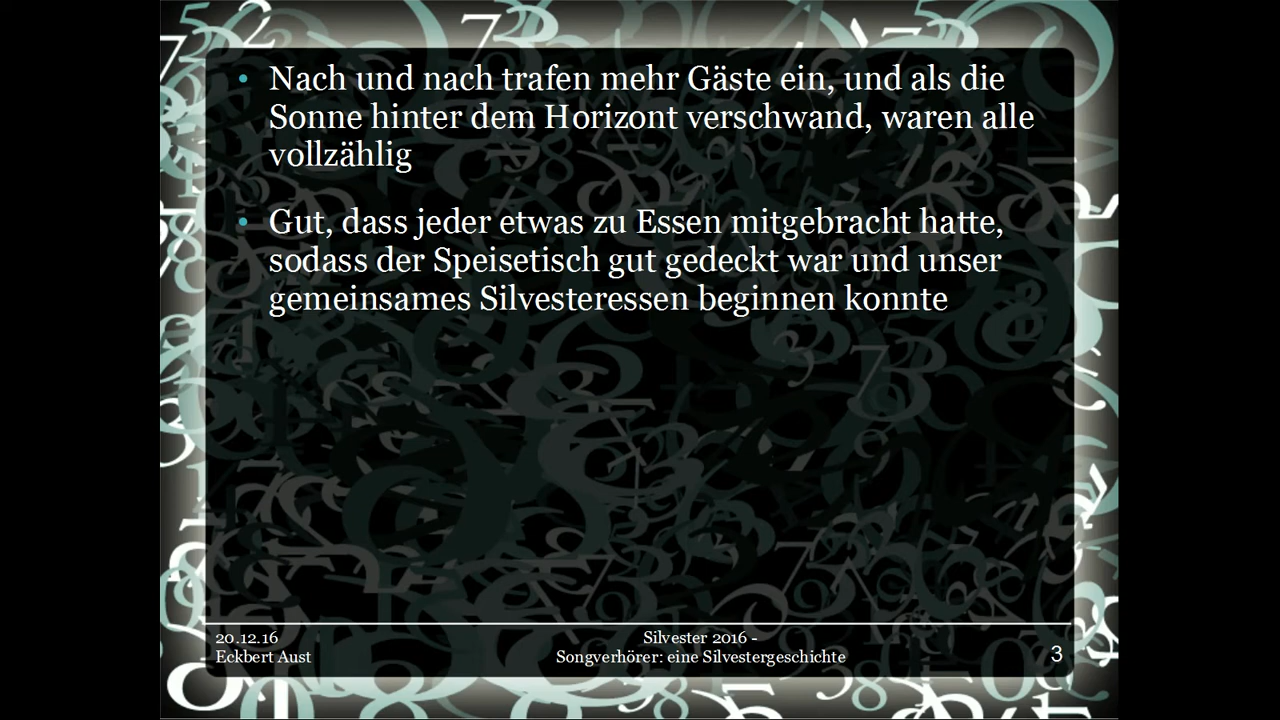 • Nach und nach trafen mehr Gäste ein, und als die
Sonne hinter dem Horizont verschwand, waren alle
vollzählig
• Gut, dass jeder etwas zu Essen mitgebracht hatte,
sodass der Speisetisch gut gedeckt war und unser
gemeinsames Silvesteressen beginnen konnte
20.12.16
Eckbert Aust
Silvester 2016 -
Songverhörer: eine Silvestergeschichte
3